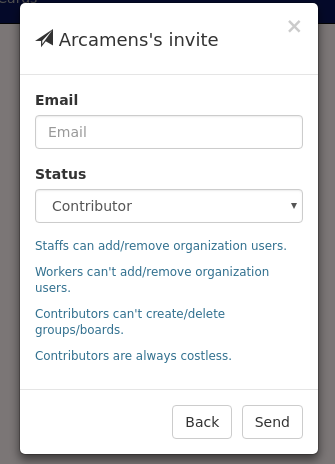 ×
Arcamens's invite
Email
Email
Status
Contributor
Staffs can add/remove organization users.
Workers can't add/remove organization
users.
Contributors can't create/delete
groups/boards.
Contributors are always costless.
Back Send